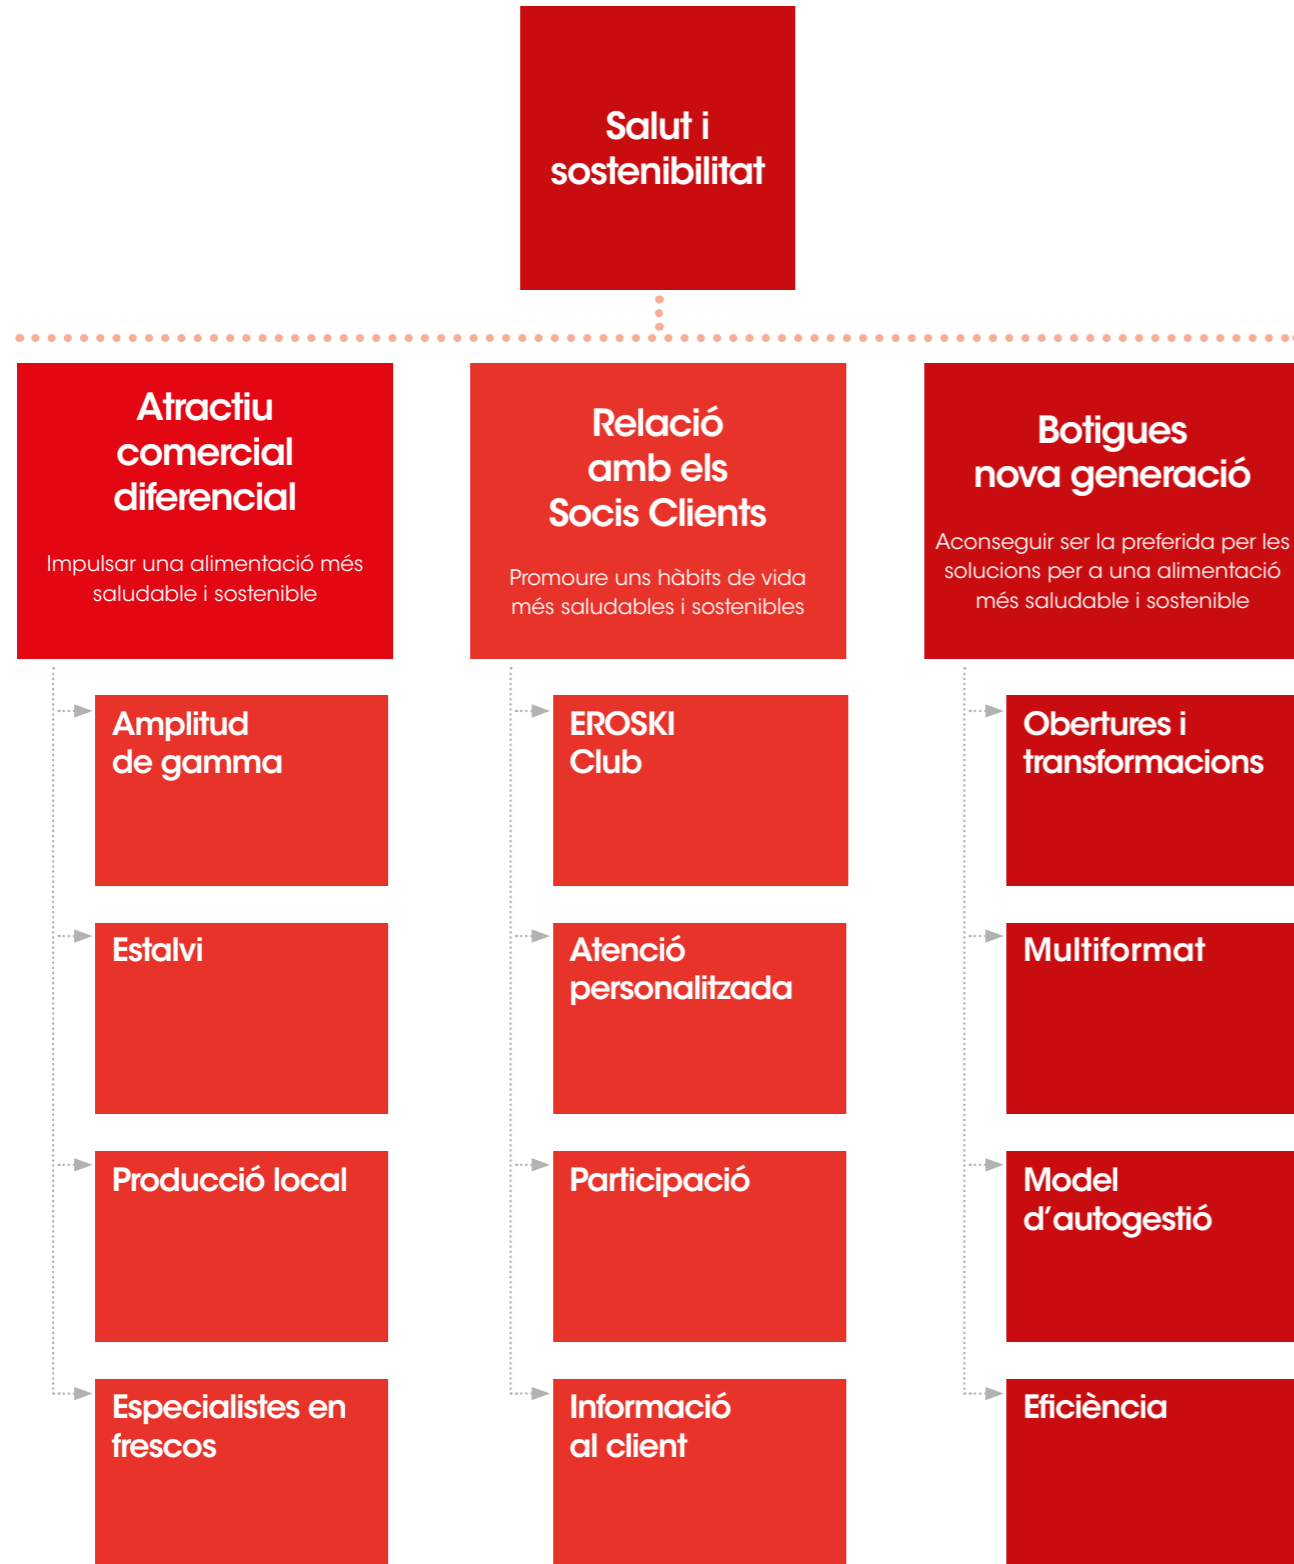 Salut i
sostenibilitat
Atractiu
comercial
diferencial
Impulsar una alimentació més
saludable i sostenible
Relació
amb els
Socis Clients
Promoure uns hàbits de vida
més saludables i sostenibles
Botigues
nova generació
Aconseguir ser la preferida per les
solucions per a una alimentació
més saludable i sostenible
Amplitud
de gamma
Estalvi
Producció local
Especialistes en
frescos
EROSKI
Club
Atenció
personalitzada
Participació
Informació
al client
Obertures i
transformacions
Multiformat
Model
d’autogestió
Eficiència